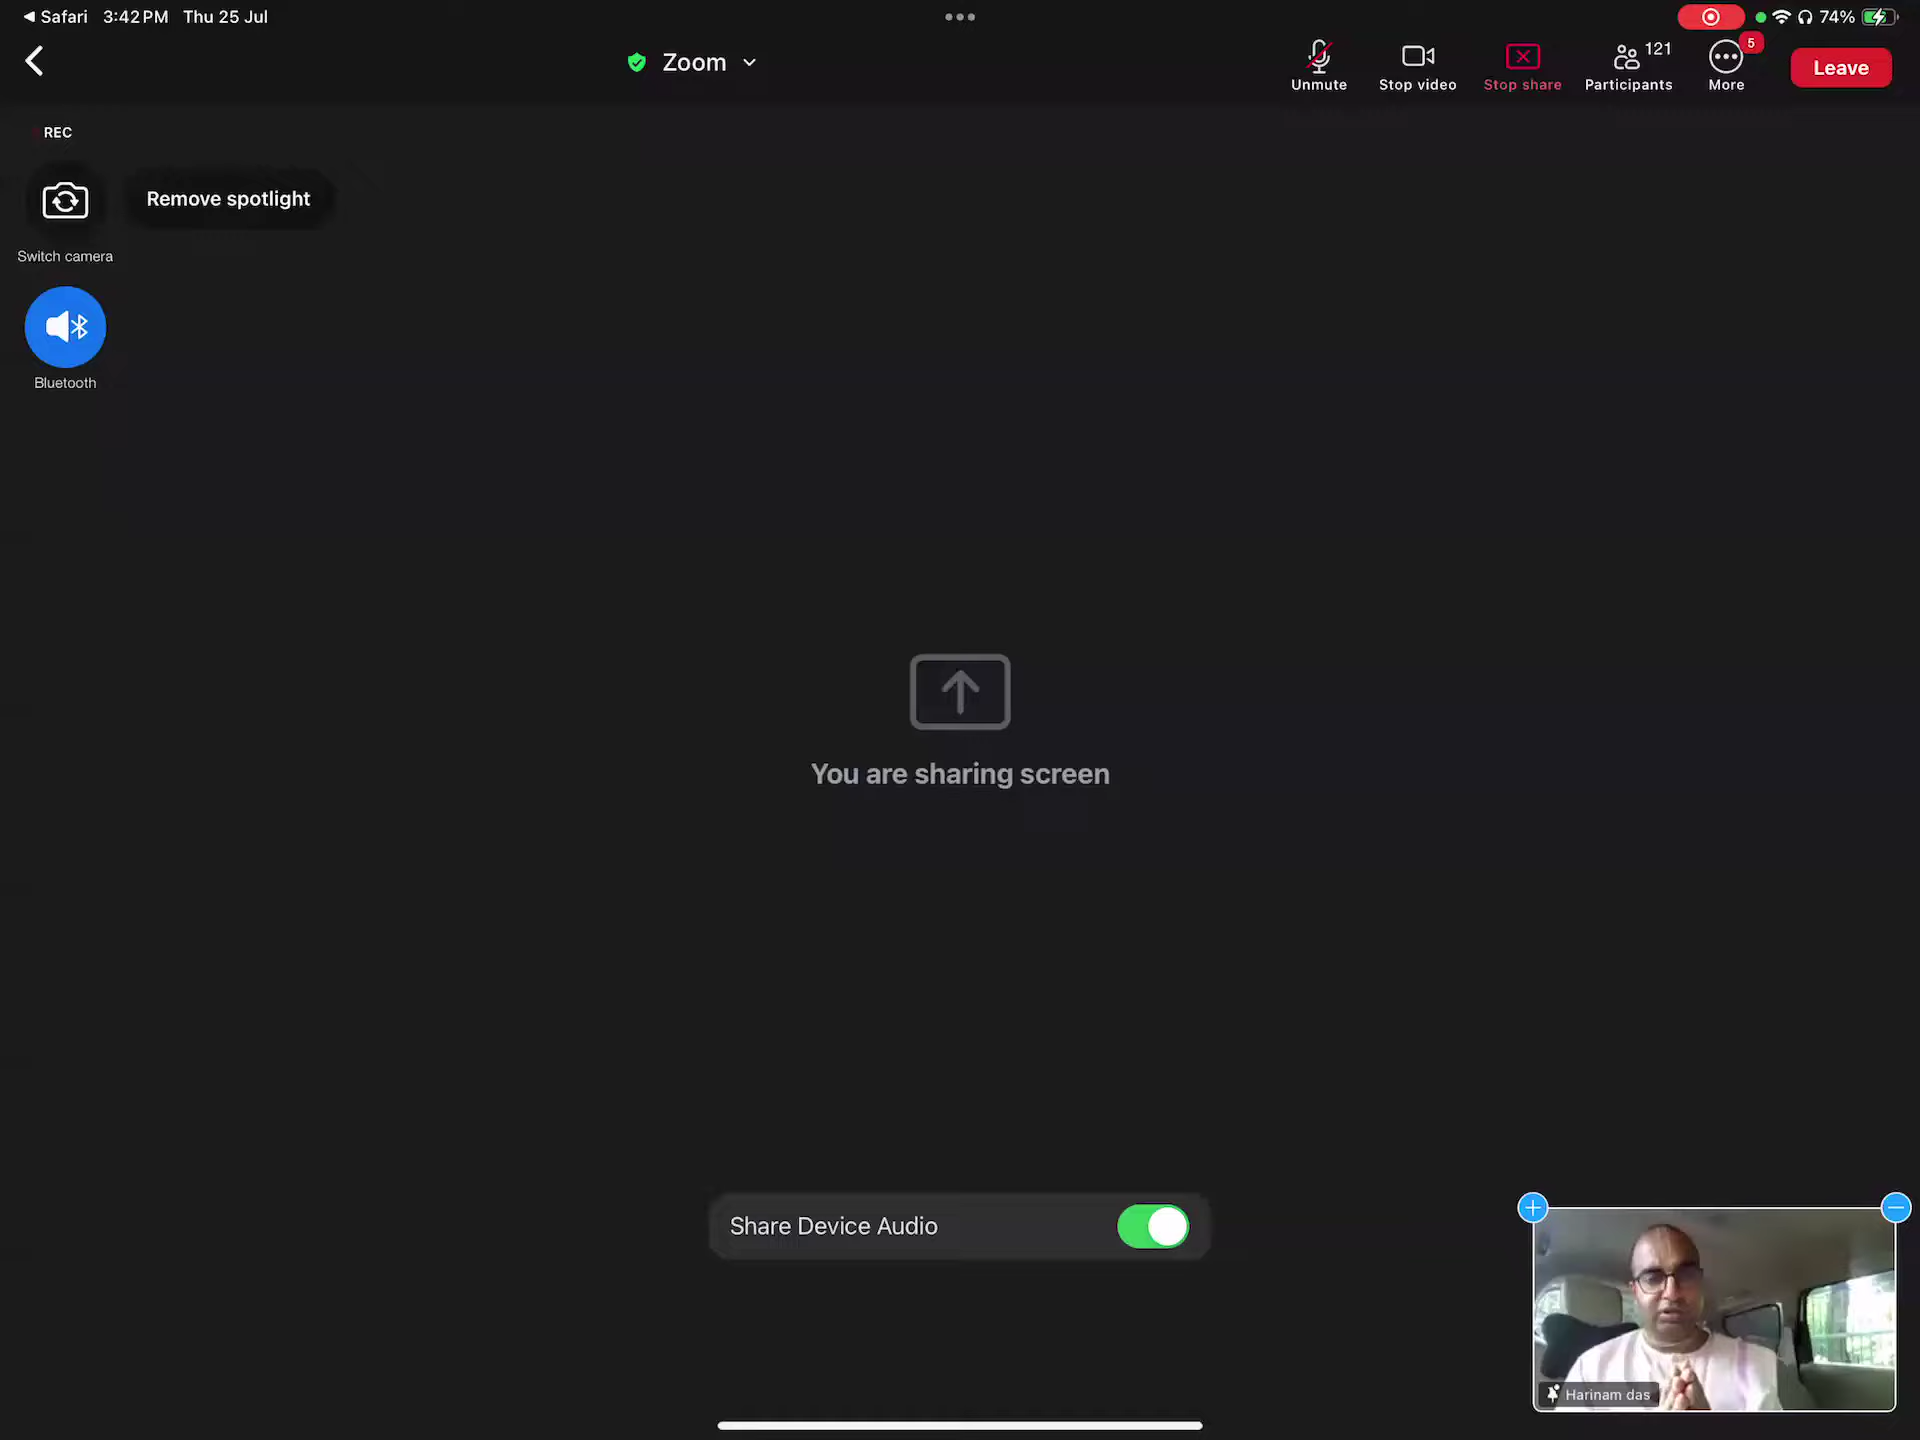 Safari 3:42 PM Thu 25 Jul
74%
Zoom
Unmute
Stop video
Stop share
121
Participants
5
More
Leave
REC
Remove spotlight
Switch camera
Bluetooth
You are sharing screen
Share Device Audio
Harinam das